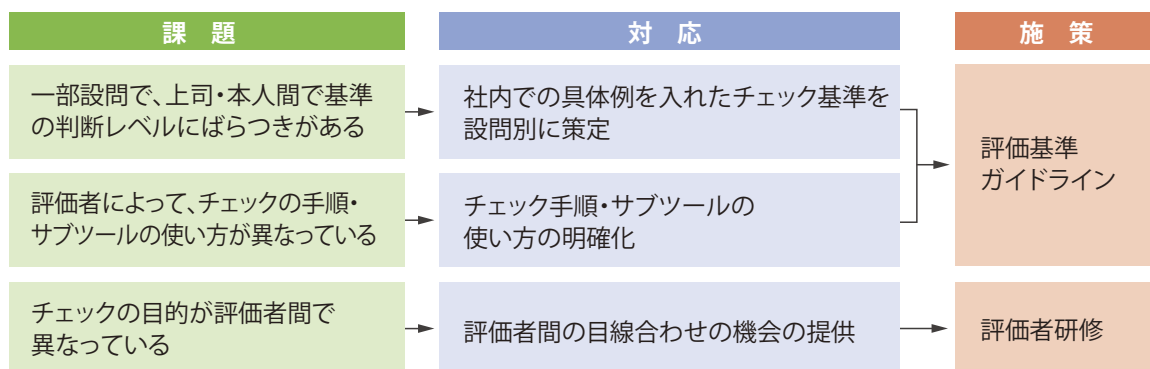 課 題
対 応
施 策
一部設問で、上司・本人間で基準
の判断レベルにばらつきがある
社内での具体例を入れたチェック基準を
設問別に策定
評価者によって、チェックの手順・
サブツールの使い方が異なっている
チェック手順・サブツールの
使い方の明確化
評価基準
ガイドライン
チェックの目的が評価者間で
異なっている
評価者間の目線合わせの機会の提供
評価者研修